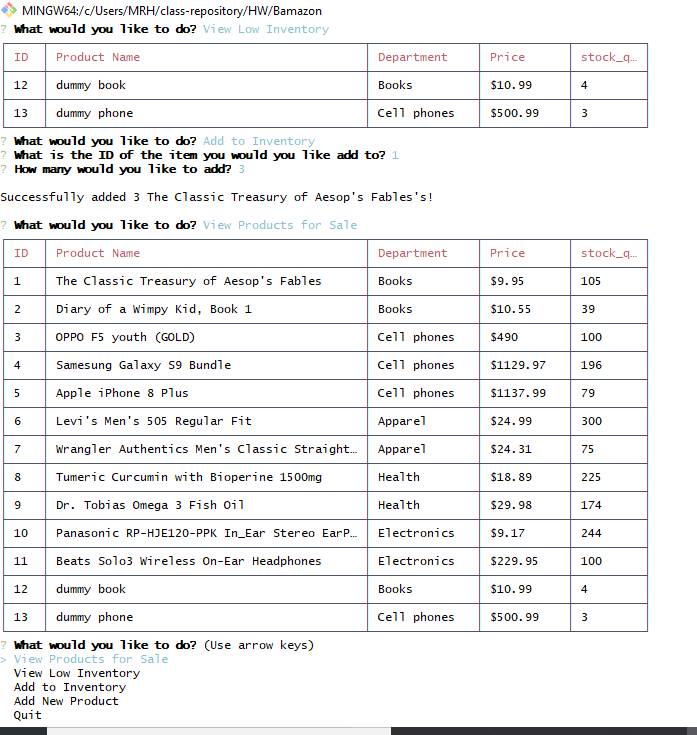 MINGW64:/c/Users/MRH/class-repository/HW/Bamazon
? What would you like to do? View Low Inventory
ID Product Name Department Price stock_q…
12 dummy book Books $10.99 4
13 dummy phone Cell phones $500.99 3
? What would you like to do? Add to Inventory
? What is the ID of the item you would you like add to? 1
? How many would you like to add? 3
Successfully added 3 The Classic Treasury of Aesop's Fables's!
? What would you like to do? View Products for Sale
ID Product Name Department Price stock_q…
1 The Classic Treasury of Aesop's Fables Books $9.95 105
2 Diary of a Wimpy Kid, Book 1 Books $10.55 39
3 OPPO F5 youth (GOLD) Cell phones $490 100
4 Samesung Galaxy S9 Bundle Cell phones $1129.97 196
5 Apple iPhone 8 Plus Cell phones $1137.99 79
6 Levi's Men's 505 Regular Fit Apparel $24.99 300
7 Wrangler Authentics Men's Classic Straight… Apparel $24.31 75
8 Tumeric Curcumin with Bioperine 1500mg Health $18.89 225
9 Dr. Tobias Omega 3 Fish Oil Health $29.98 174
10 Panasonic RP-HJE120-PPK In_Ear Stereo EarP… Electronics $9.17 244
11 Beats Solo3 Wireless On-Ear Headphones Electronics $229.95 100
12 dummy book Books $10.99 4
13 dummy phone Cell phones $500.99 3
? What would you like to do? (Use arrow keys)
> View Products for Sale
View Low Inventory
Add to Inventory
Add New Product
Quit